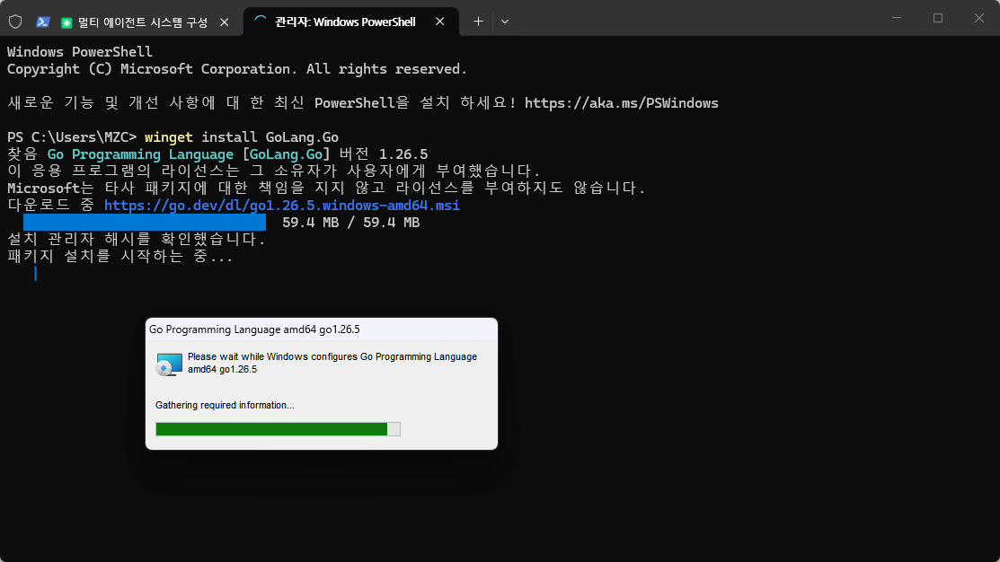 멀티 에이전트 시스템 구성
관리자: Windows PowerShell
Windows PowerShell
Copyright (C) Microsoft Corporation. All rights reserved.
새로운 기능 및 개선 사항에 대 한 최신 PowerShell을 설치 하세요! https://aka.ms/PSWindows
PS C:\Users\MZC> winget install GoLang.Go
찾음 Go Programming Language [GoLang.Go] 버전 1.26.5
이 응용 프로그램의 라이선스는 그 소유자가 사용자에게 부여했습니다.
Microsoft는 타사 패키지에 대한 책임을 지지 않고 라이선스를 부여하지도 않습니다.
다운로드 중 https://go.dev/dl/go1.26.5.windows-amd64.msi
59.4 MB / 59.4 MB
설치 관리자 해시를 확인했습니다.
패키지 설치를 시작하는 중...
Go Programming Language amd64 go1.26.5
Please wait while Windows configures Go Programming Language
amd64 go1.26.5
Gathering required information...